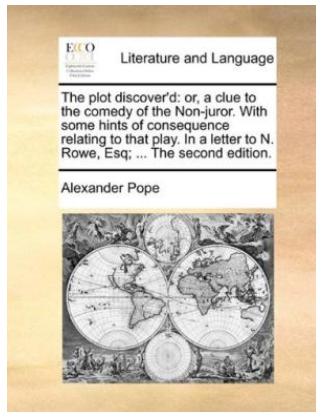 ECCO
Literature and Language
The plot discover'd: or, a clue to
the comedy of the Non-juror. With
some hints of consequence
relating to that play. In a letter to N.
Rowe, Esq; ... The second edition.
Alexander Pope